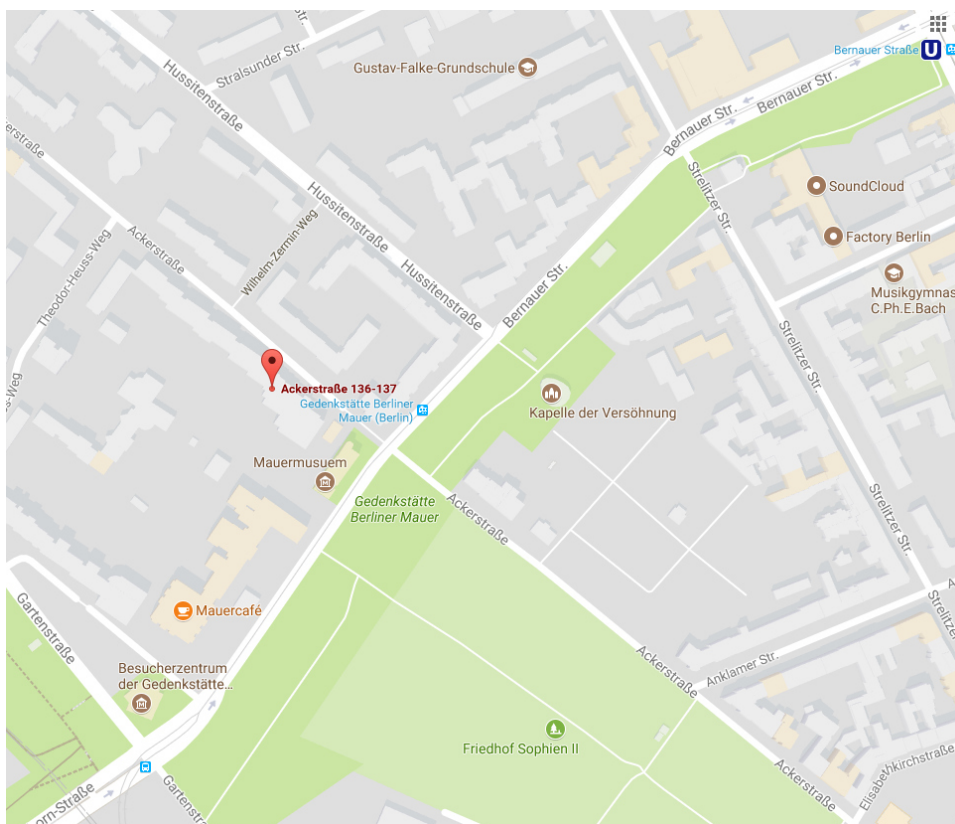 Stralsunder Str.
Hussitenstraße
Gustav-Falke-Grundschule
Bernauer Straße
U
Bernauer Str.
Bernauer Str.
Strelitzer Str.
SoundCloud
Factory Berlin
Musikgymnas
C.Ph.E.Bach
Ackerstraße
Wilhelm-Zermin-Weg
Hussitenstraße
Theodor-Heuss-Weg
Hussitenstraße
Bernauer Str.
Strelitzer Str.
Ackerstraße 136-137
Gedenkstätte Berliner
Mauer (Berlin)
Kapelle der Versöhnung
Mauermusuem
Gedenkstätte
Berliner Mauer
Ackerstraße
Strelitzer Str.
Mauercafé
Gartenstraße
Besucherzentrum
der Gedenkstätte…
Ackerstraße
Anklamer Str.
Friedhof Sophien II
Ackerstraße